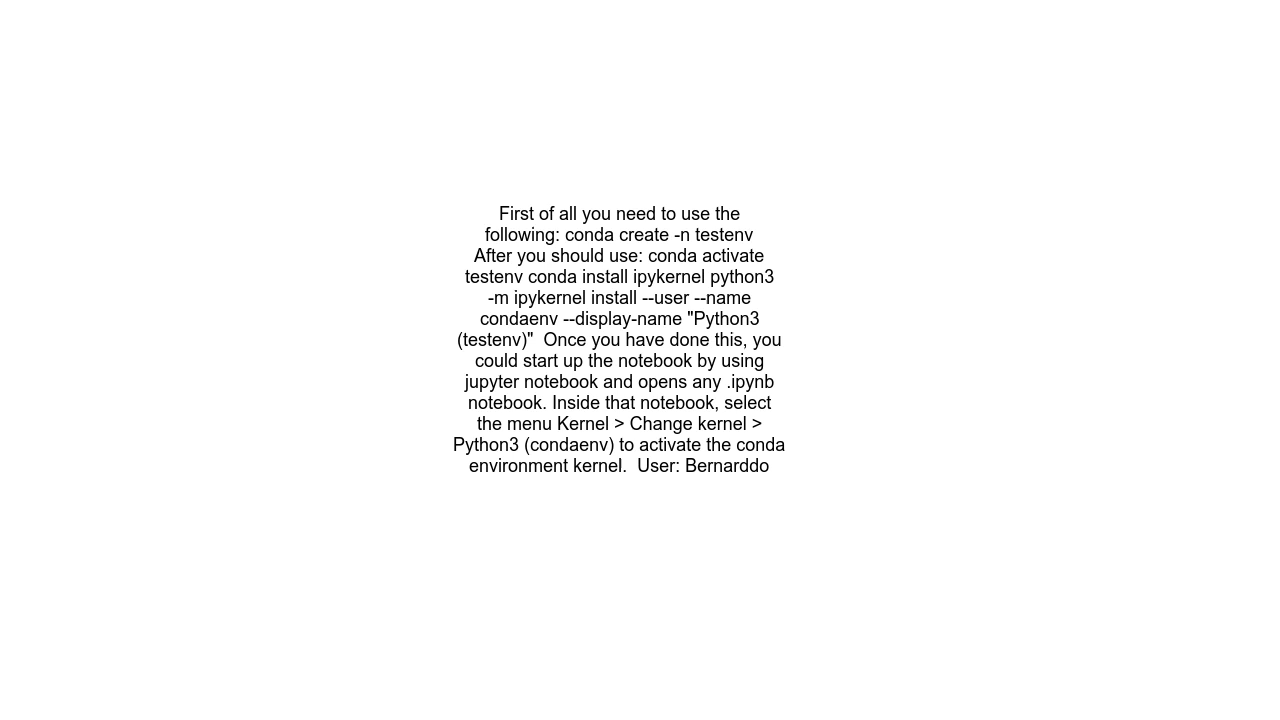 First of all you need to use the
following: conda create -n testenv
After you should use: conda activate
testenv conda install ipykernel python3
-m ipykernel install --user --name
condaenv --display-name "Python3
(testenv)"  Once you have done this, you
could start up the notebook by using
jupyter notebook and opens any .ipynb
notebook. Inside that notebook, select
the menu Kernel > Change kernel >
Python3 (condaenv) to activate the conda
environment kernel.  User: Bernarddo